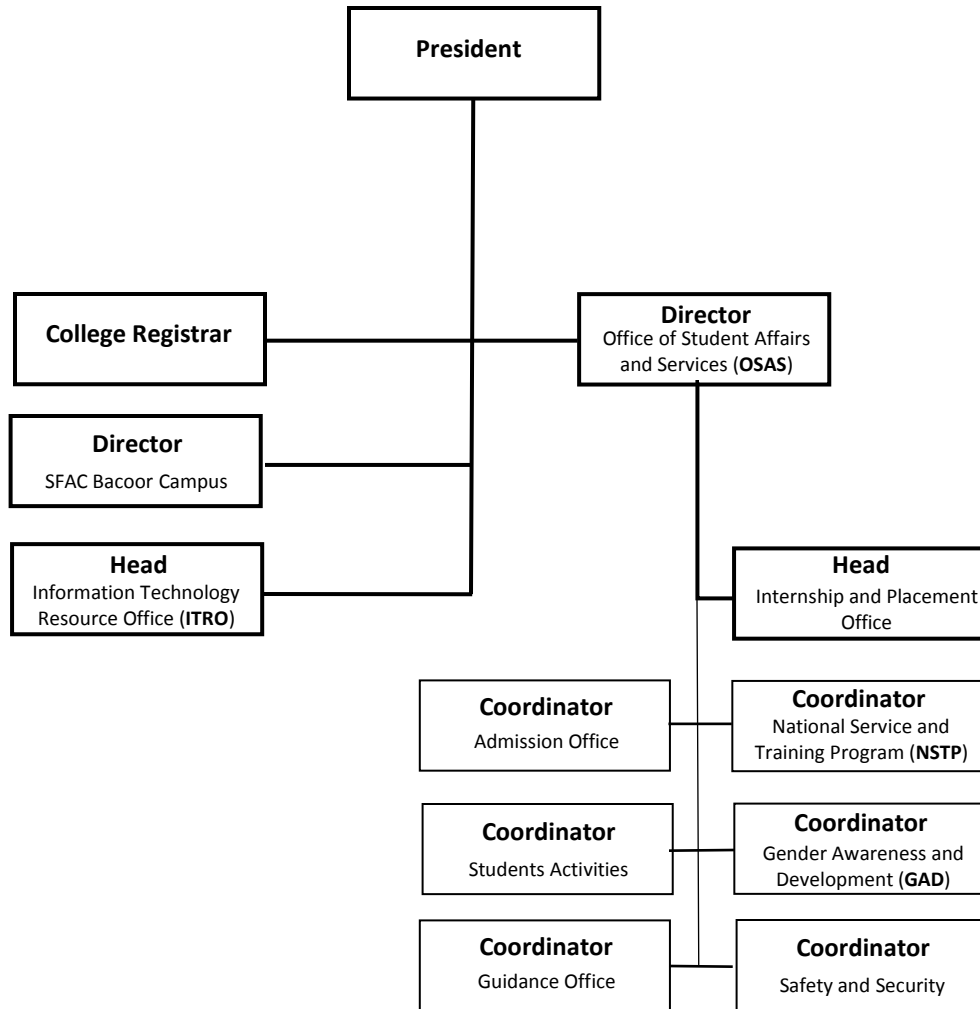 President
College Registrar
Director
Office of Student Affairs
and Services (OSAS)
Director
SFAC Bacoor Campus
Head
Information Technology
Resource Office (ITRO)
Head
Internship and Placement
Office
Coordinator
Admission Office
Coordinator
National Service and
Training Program (NSTP)
Coordinator
Students Activities
Coordinator
Gender Awareness and
Development (GAD)
Coordinator
Guidance Office
Coordinator
Safety and Security